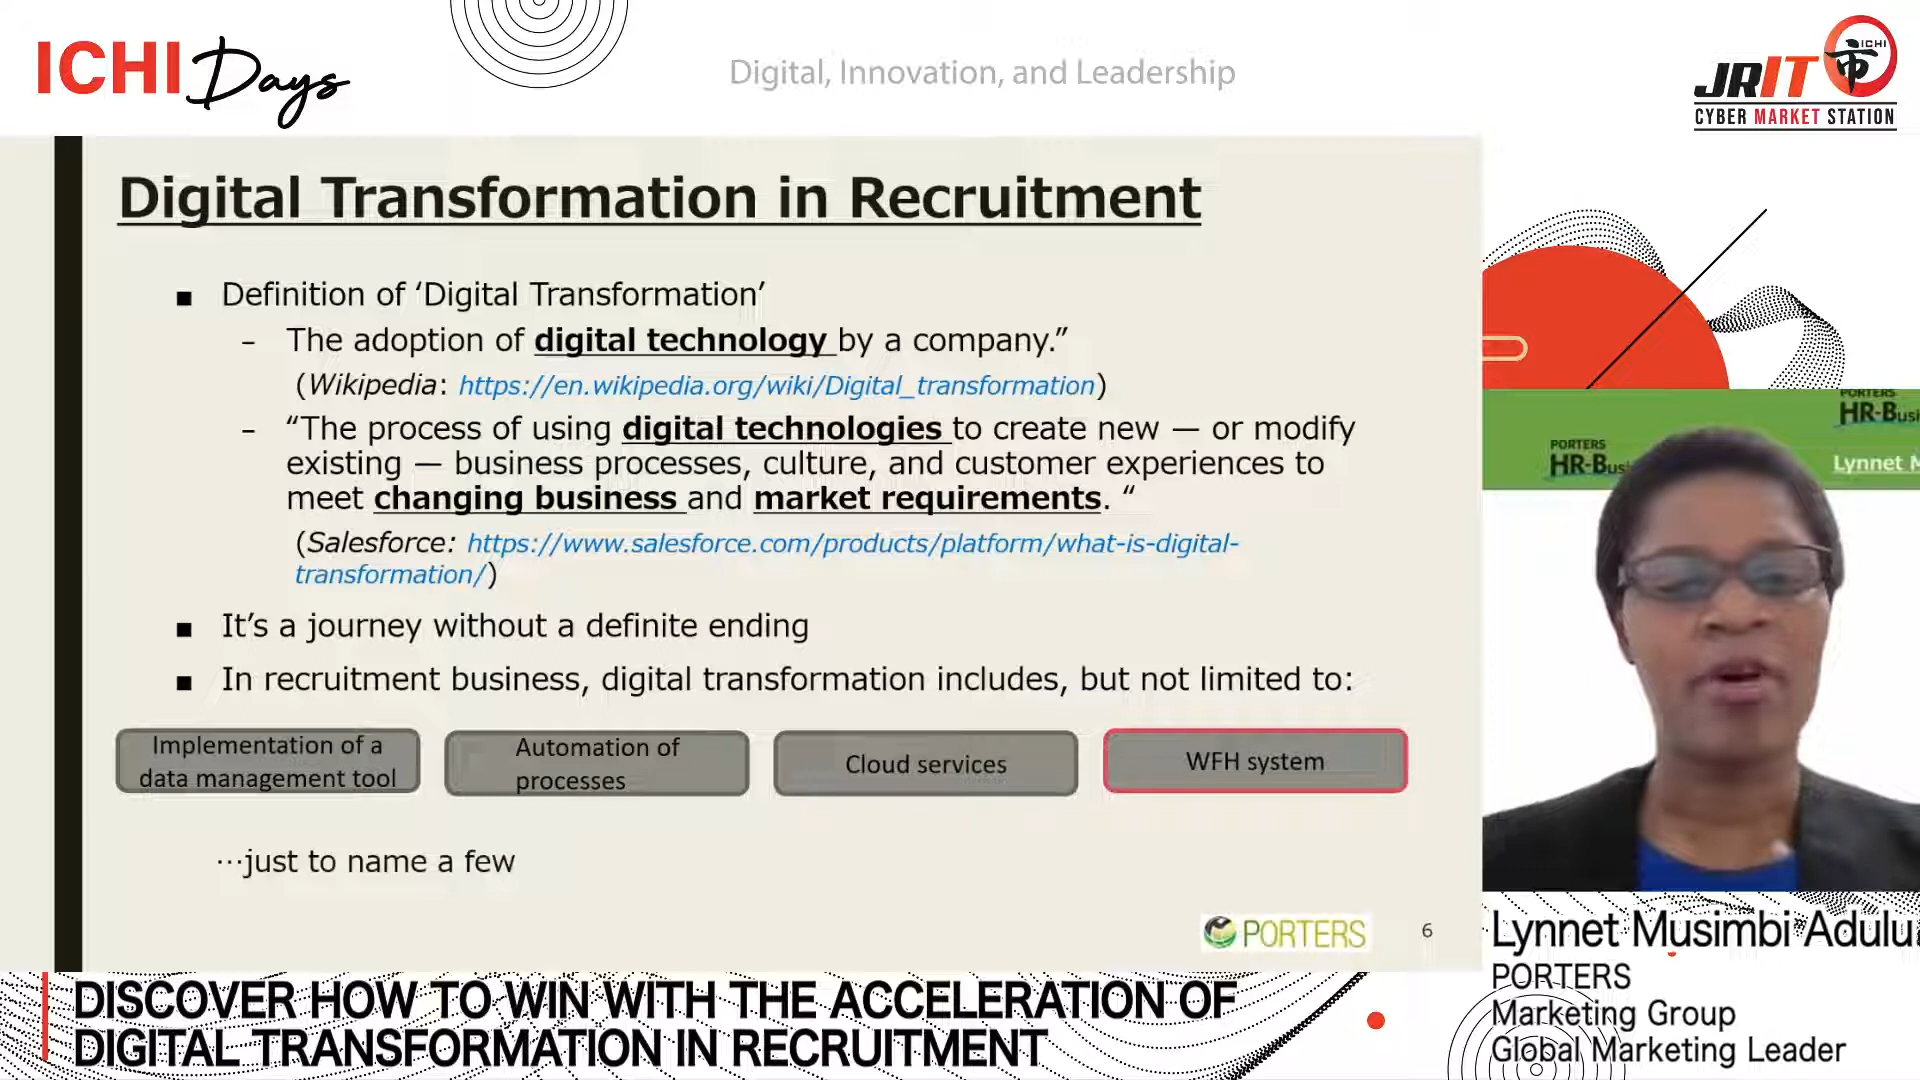 ICHI Days
Digital, Innovation, and Leadership
JRIT ICHI
市
CYBER MARKET STATION
Digital Transformation in Recruitment
■ Definition of ‘Digital Transformation’
– The adoption of digital technology by a company.”
(Wikipedia: https://en.wikipedia.org/wiki/Digital_transformation)
– “The process of using digital technologies to create new — or modify
existing — business processes, culture, and customer experiences to
meet changing business and market requirements. “
(Salesforce: https://www.salesforce.com/products/platform/what-is-digital-
transformation/)
■ It’s a journey without a definite ending
■ In recruitment business, digital transformation includes, but not limited to:
Implementation of a
data management tool
Automation of
processes
Cloud services
WFH system
…just to name a few
PORTERS
6
PORTERS
HR-Busi
PORTERS
HR-Bus
Lynnet M
Lynnet Musimbi Adulu
PORTERS
Marketing Group
Global Marketing Leader
DISCOVER HOW TO WIN WITH THE ACCELERATION OF
DIGITAL TRANSFORMATION IN RECRUITMENT